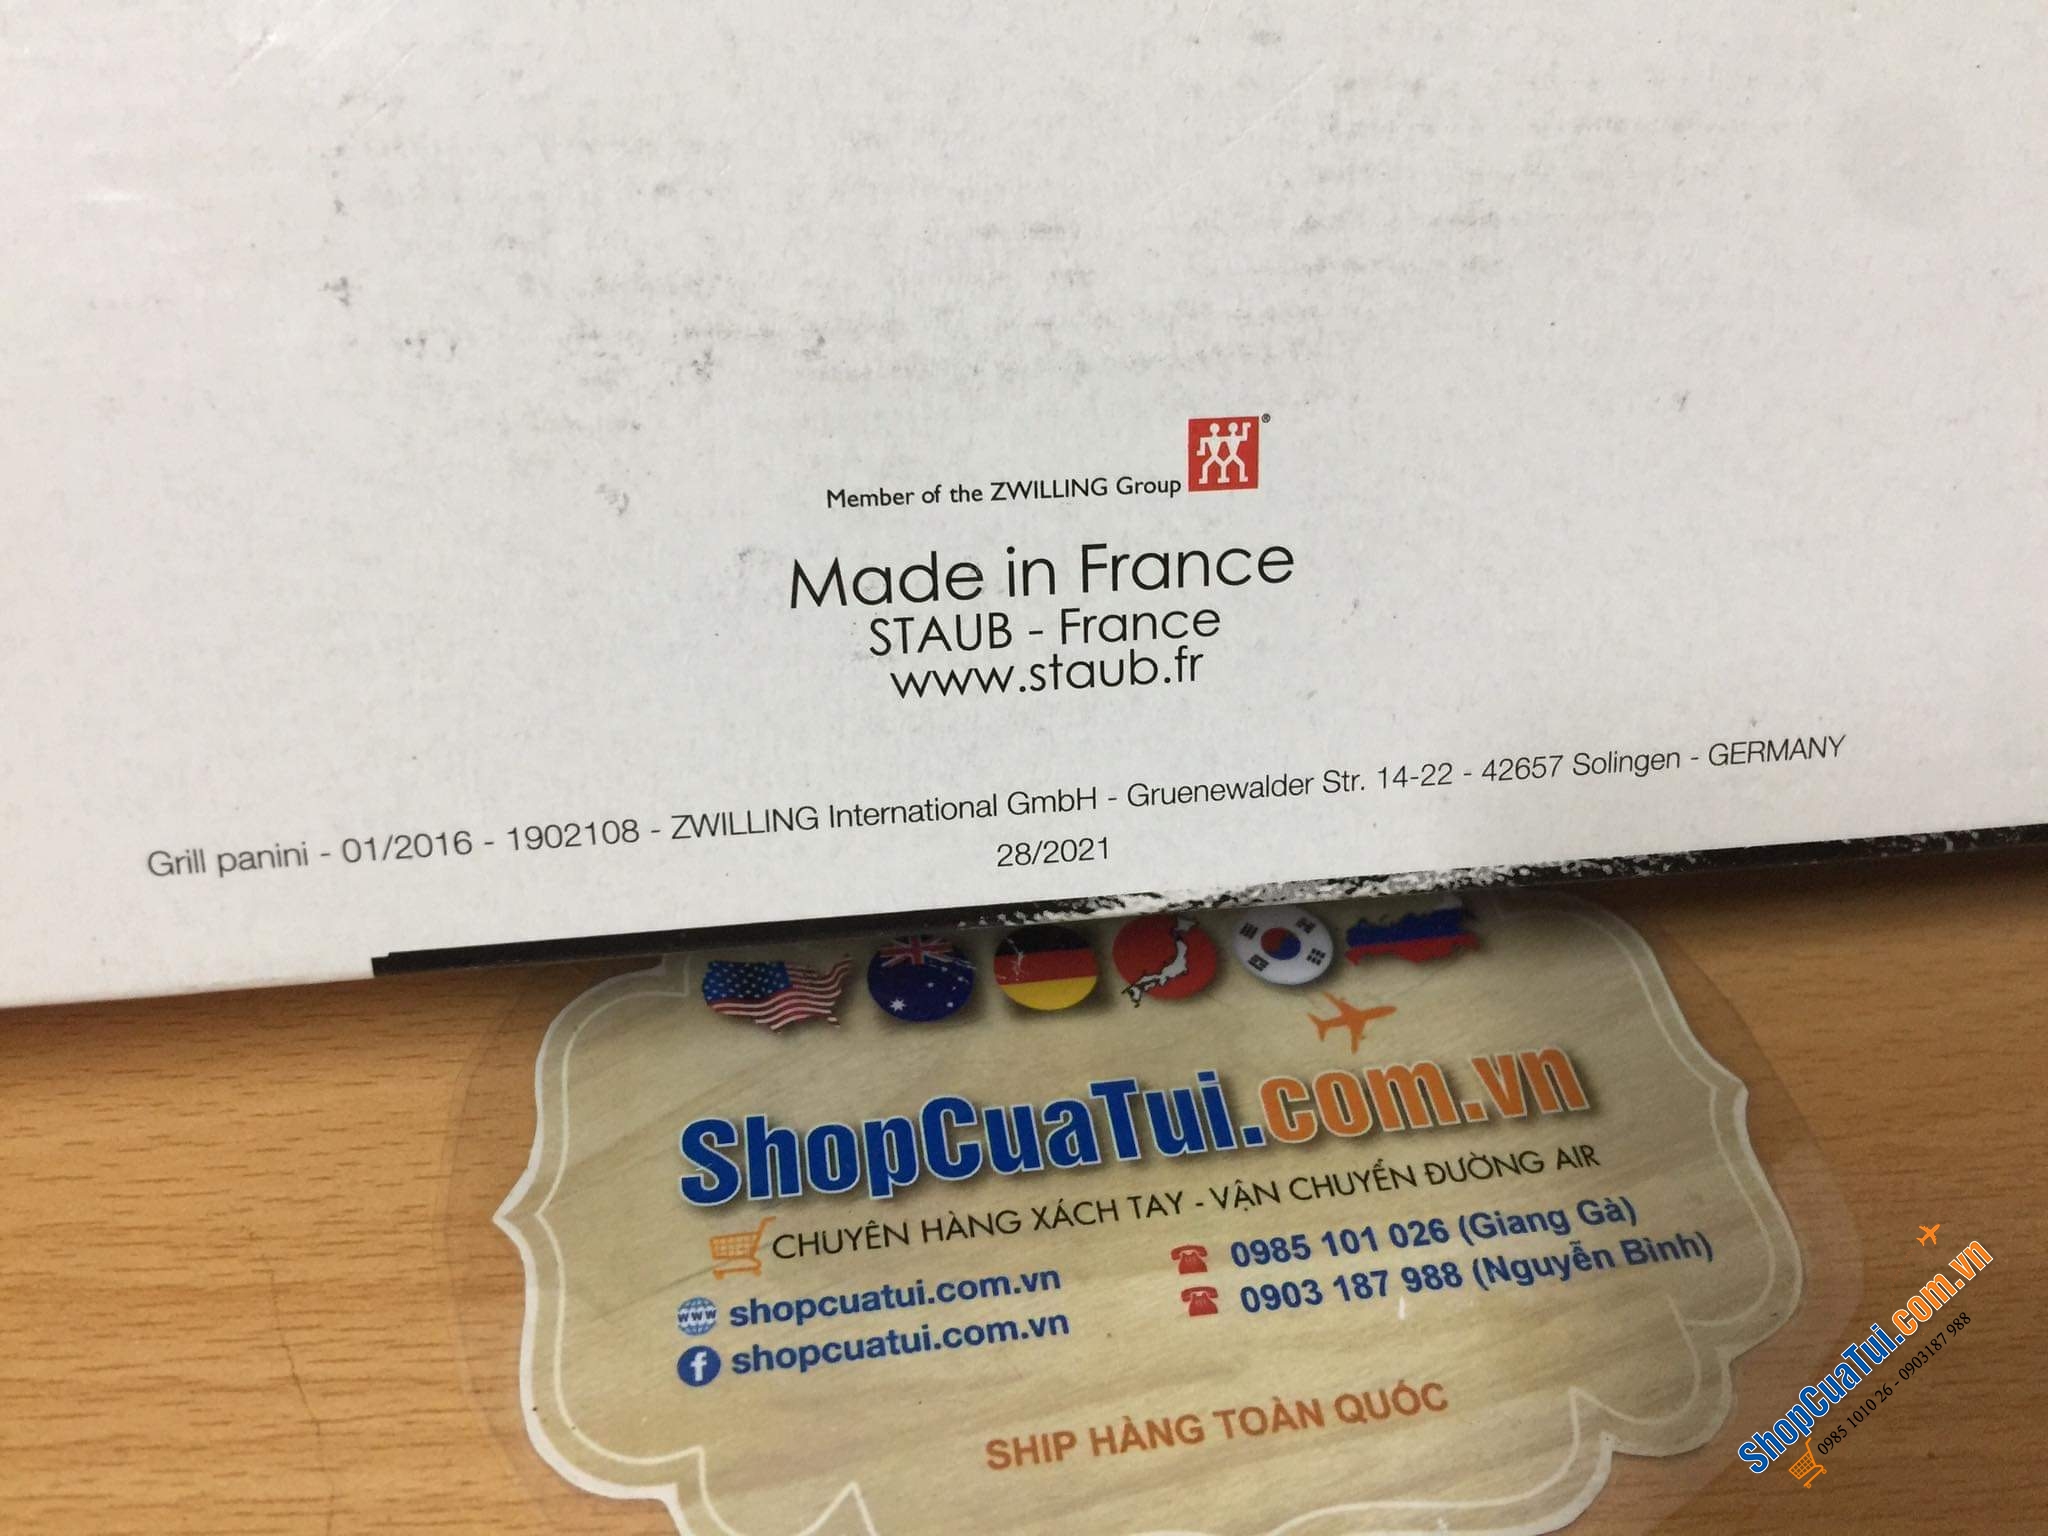 Member of the ZWILLING Group ®
Made in France
STAUB - France
www.staub.fr
Grill panini - 01/2016 - 1902108 - ZWILLING International GmbH - Gruenewalder Str. 14-22 - 42657 Solingen - GERMANY
28/2021
ShopCuaTui.com.vn
CHUYÊN HÀNG XÁCH TAY - VẬN CHUYỂN ĐƯỜNG AIR
www shopcuatui.com.vn
f shopcuatui.com.vn
0985 101 026 (Giang Gà)
0903 187 988 (Nguyễn Bình)
SHIP HÀNG TOÀN QUỐC
ShopCuaTui.com.vn
0985 1010 26 - 0903187 988